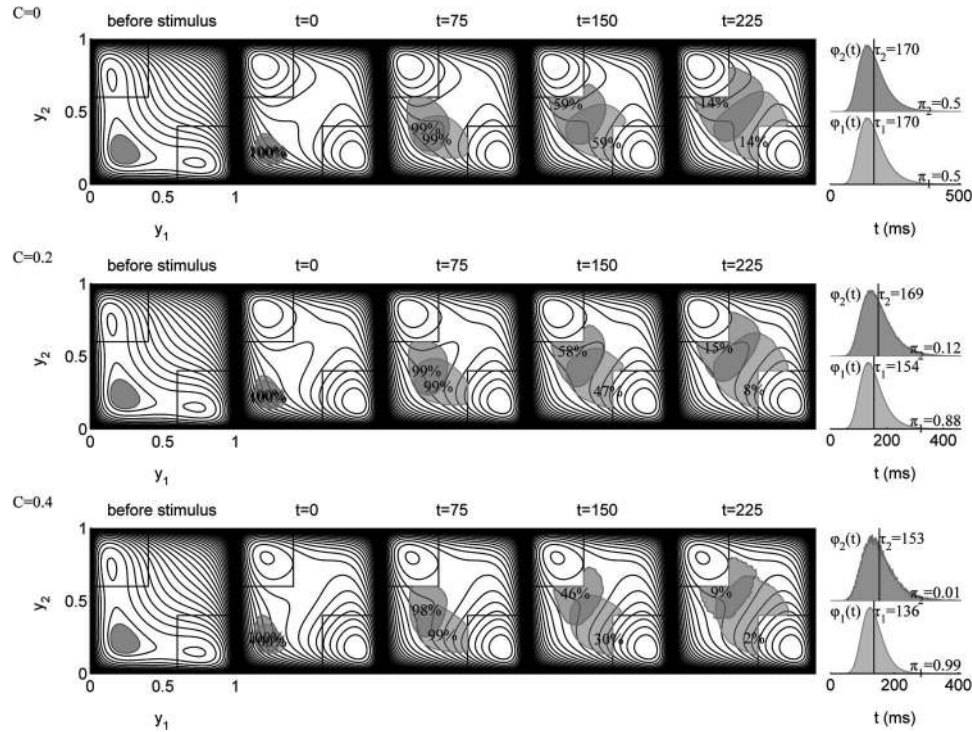 C=0
before stimulus t=0 t=75 t=150 t=225
1
0.5
0
y2
100%
99%
99%
59%
59%
14%
14%
φ2(t) τ2=170
π2=0.5
φ1(t) τ1=170
π1=0.5
0 0.5 1
0 500
y1
t (ms)
C=0.2
before stimulus t=0 t=75 t=150 t=225
1
0.5
0
y2
100%
99%
99%
58%
47%
15%
8%
φ2(t) τ2=169
π2=0.12
φ1(t) τ1=154
π1=0.88
0 0.5 1
0 200 400
y1
t (ms)
C=0.4
before stimulus t=0 t=75 t=150 t=225
1
0.5
0
y2
100%
98%
99%
46%
30%
9%
2%
φ2(t) τ2=153
π2=0.01
φ1(t) τ1=136
π1=0.99
0 0.5 1
0 200 400
y1
t (ms)